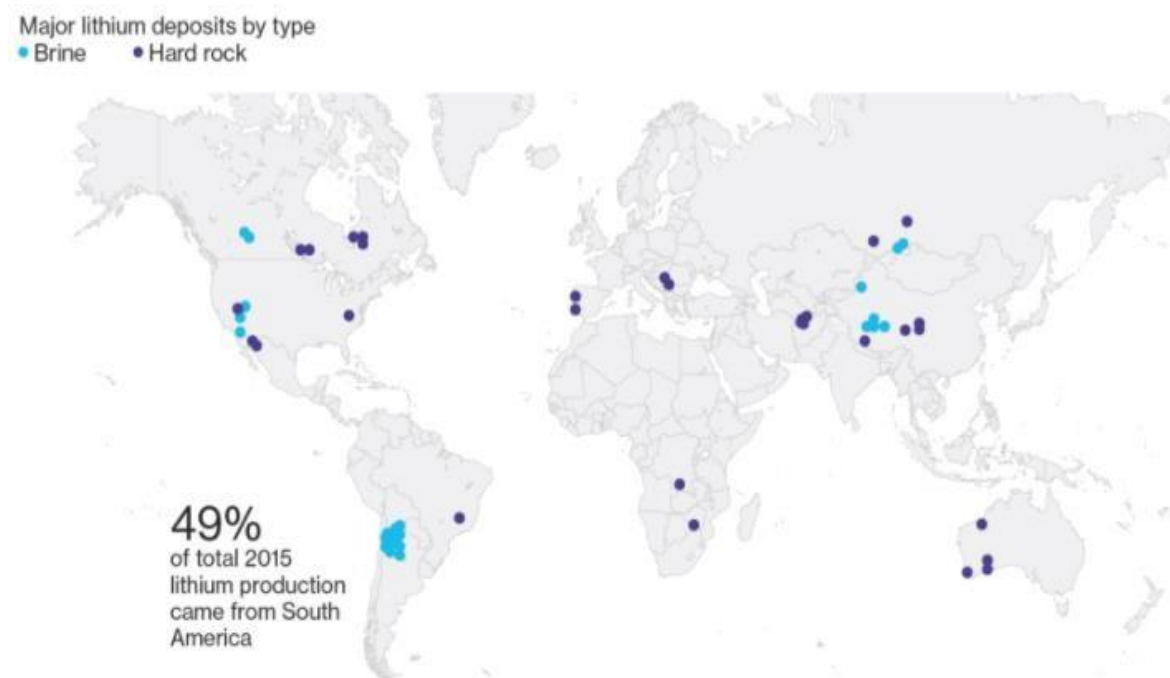 Major lithium deposits by type
Brine Hard rock
49%
of total 2015
lithium production
came from South
America